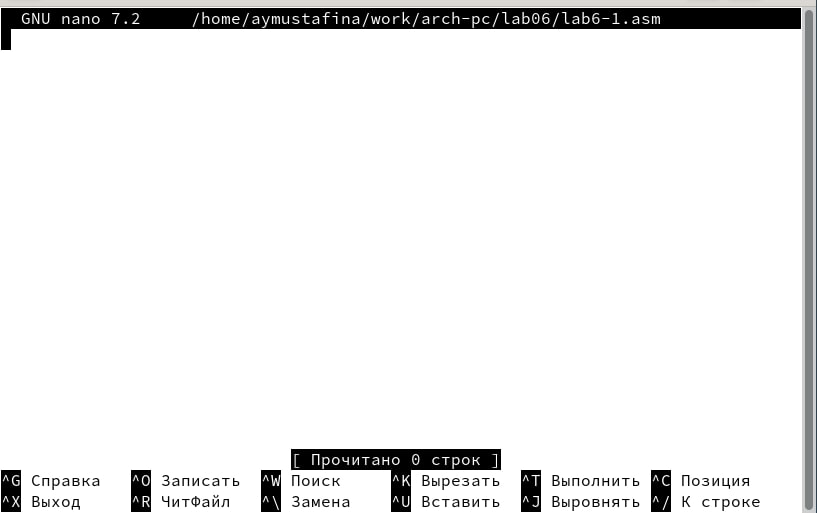 GNU nano 7.2 /home/aymustafina/work/arch-pc/lab06/lab6-1.asm
[ Прочитано 0 строк ]
^G Справка ^O Записать ^W Поиск ^K Вырезать ^T Выполнить ^C Позиция
^X Выход ^R ЧитФайл ^\ Замена ^U Вставить ^J Выровнять ^/ К строке